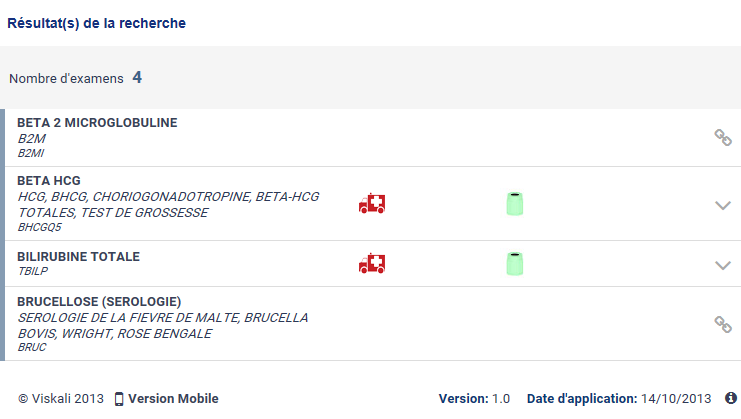 Résultat(s) de la recherche
Nombre d'examens 4
BETA 2 MICROGLOBULINE
B2M
B2MI
BETA HCG
HCG, BHCG, CHORIOGONADOTROPINE, BETA-HCG
TOTALES, TEST DE GROSSESSE
BHCGQ5
BILIRUBINE TOTALE
TBILP
BRUCELLOSE (SEROLOGIE)
SEROLOGIE DE LA FIEVRE DE MALTE, BRUCELLA
BOVIS, WRIGHT, ROSE BENGALE
BRUC
© Viskali 2013 Version Mobile Version: 1.0 Date d'application: 14/10/2013